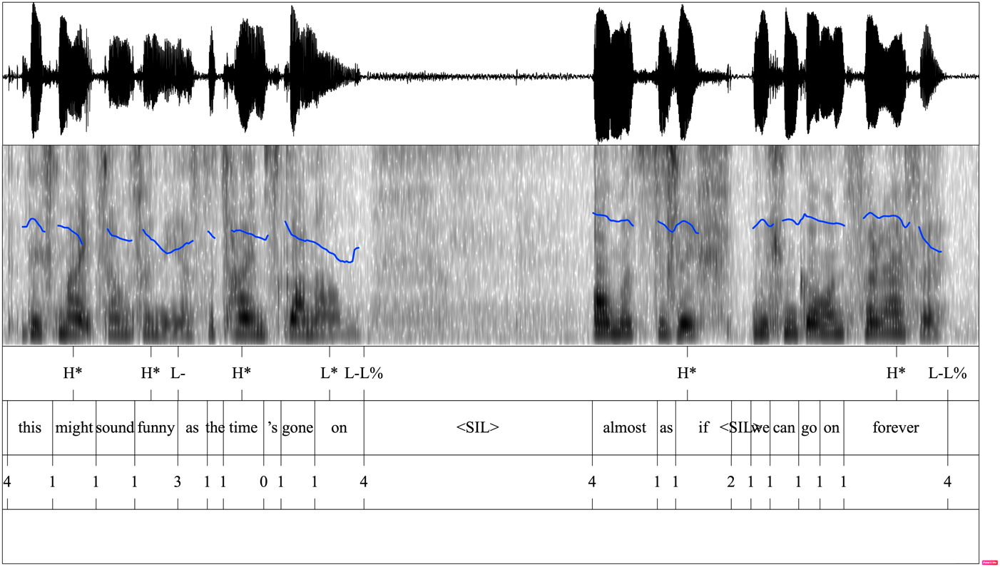 H* H* L- H* L* L-L% H* H* L-L%
this might sound funny as the time 's gone on <SIL> almost as if <SIL> we can go on forever
4 1 1 1 3 1 1 0 1 1 4 4 1 1 2 1 1 1 1 1 4